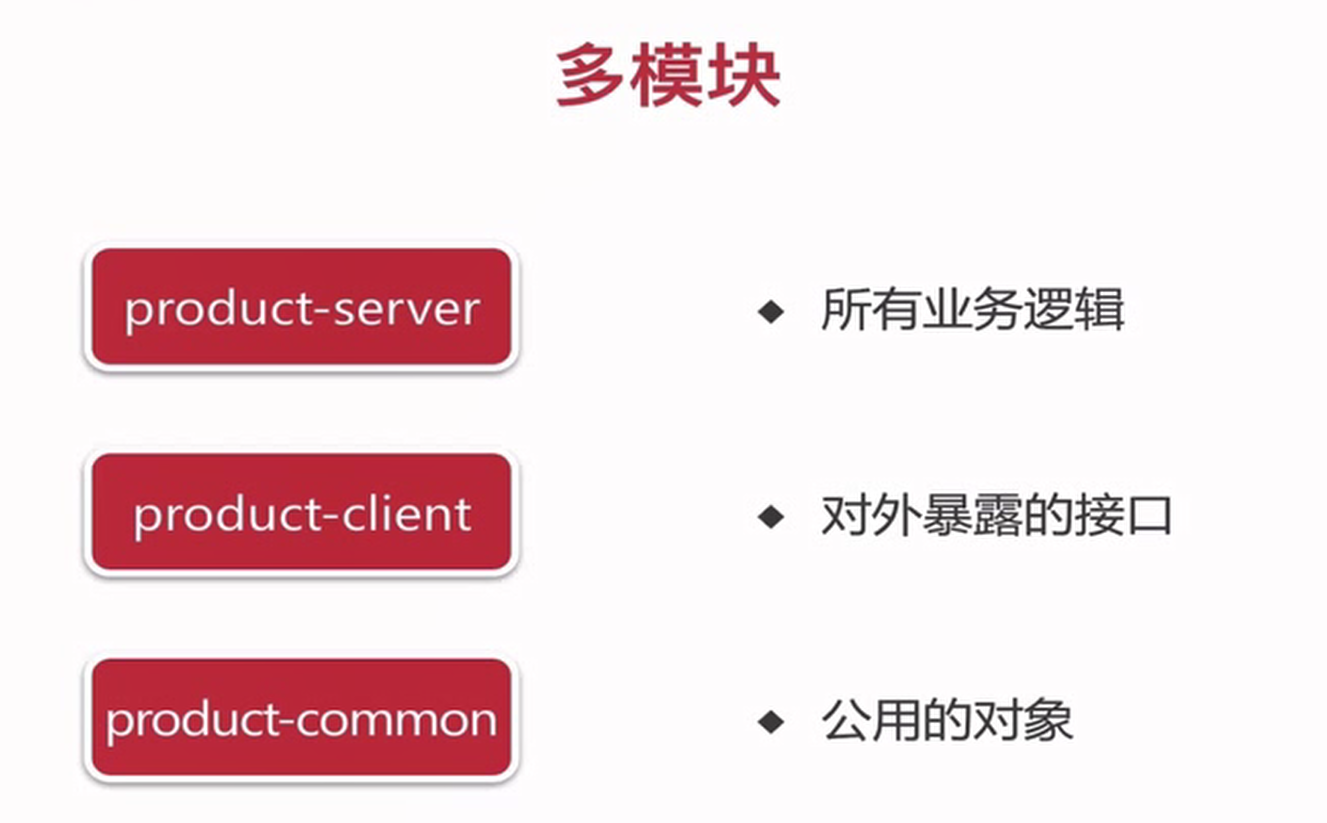 多模块
product-server
◆ 所有业务逻辑
product-client
◆ 对外暴露的接口
product-common
◆ 公用的对象